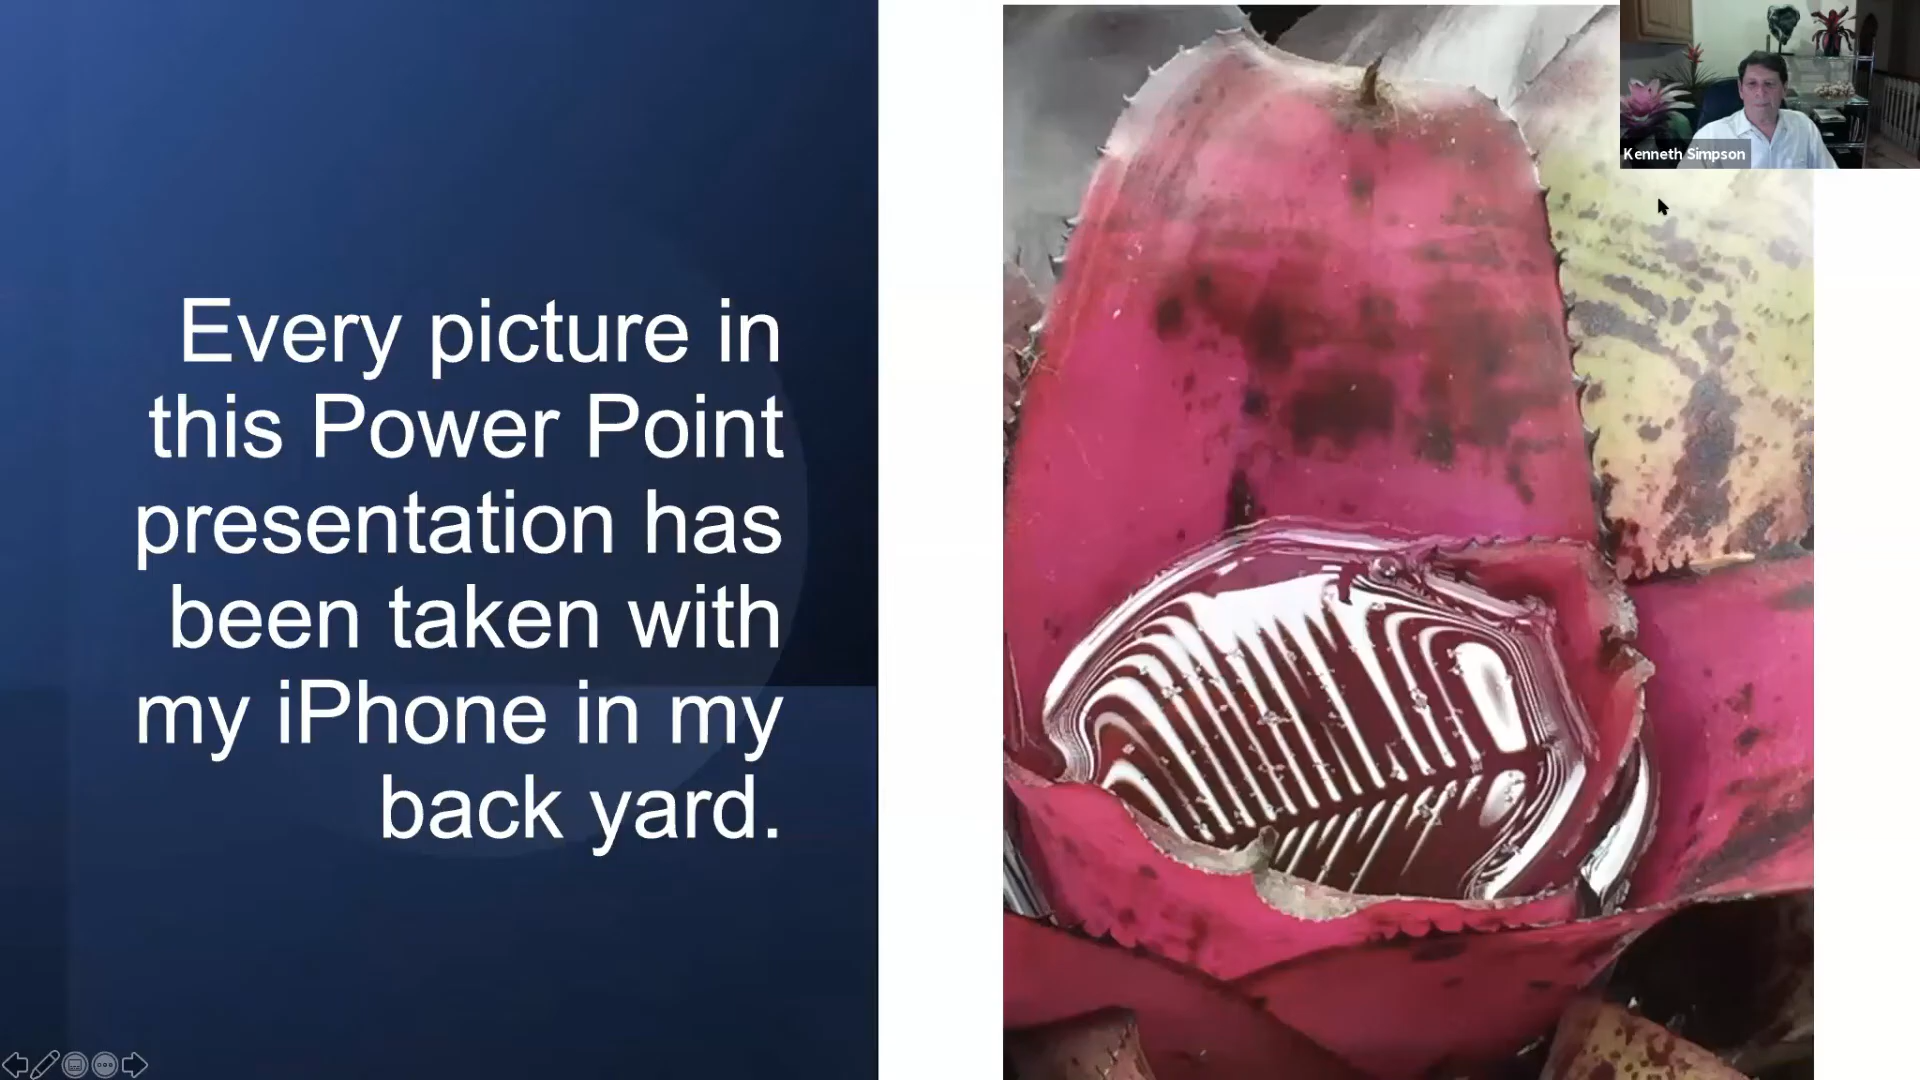 Every picture in
this Power Point
presentation has
been taken with
my iPhone in my
back yard.
Kenneth Simpson